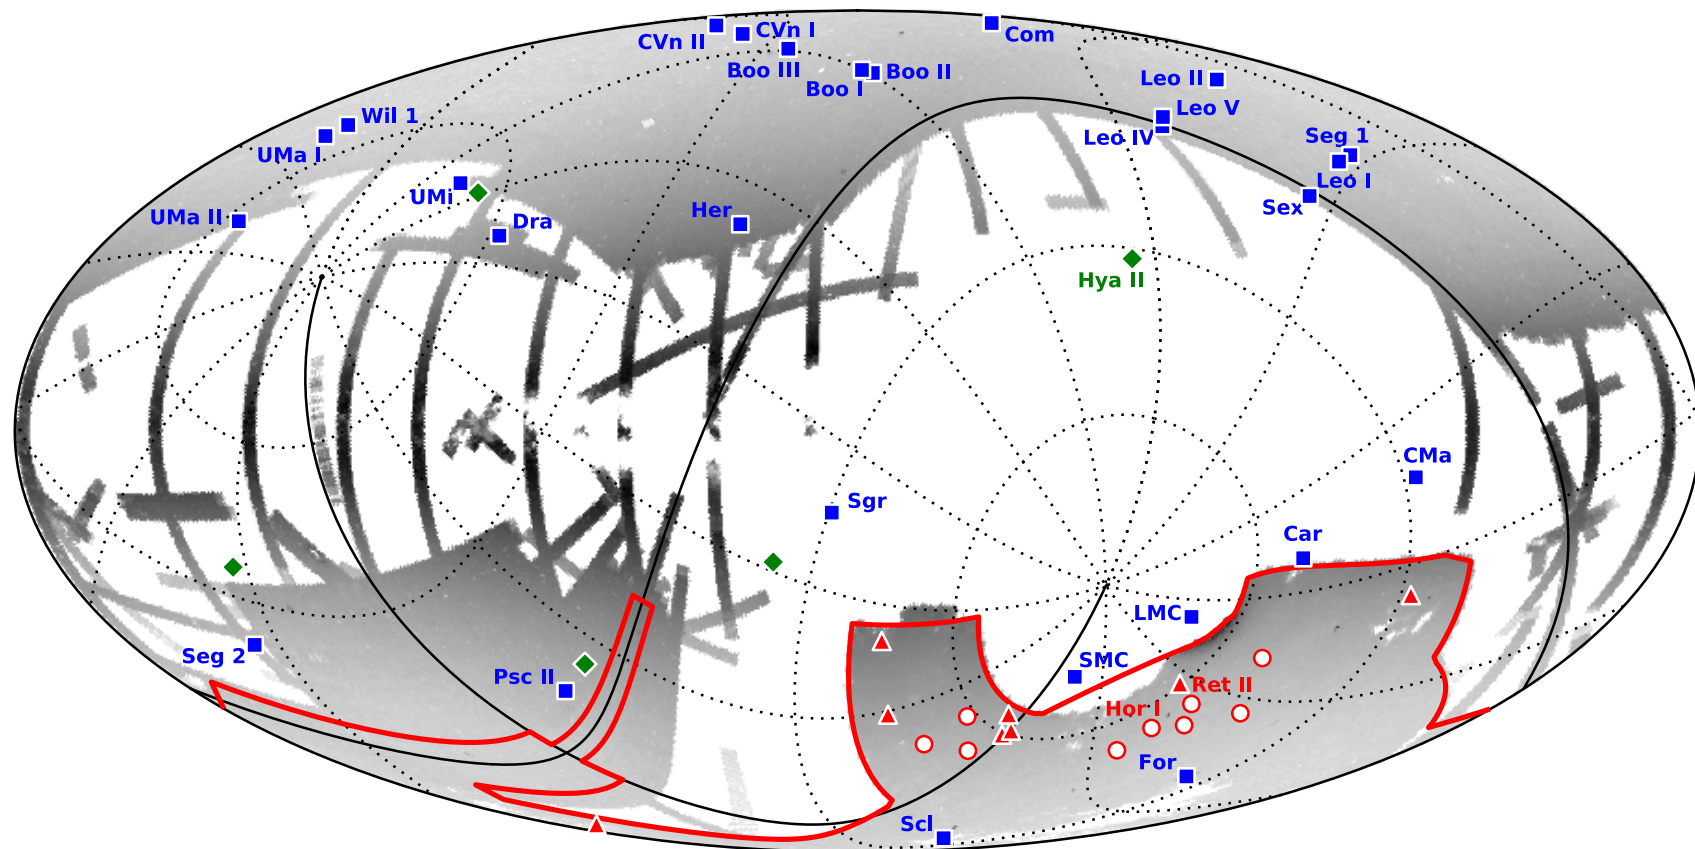 CVn I
Com
CVn II
Boo III
Boo II
Leo II
Boo I
Leo V
Wil 1
Seg 1
Leo IV
UMa I
Leo I
UMi
Sex
Her
UMa II
Dra
Hya II
CMa
Sgr
Car
LMC
Seg 2
SMC
Psc II
Ret II
Hor I
For
Scl